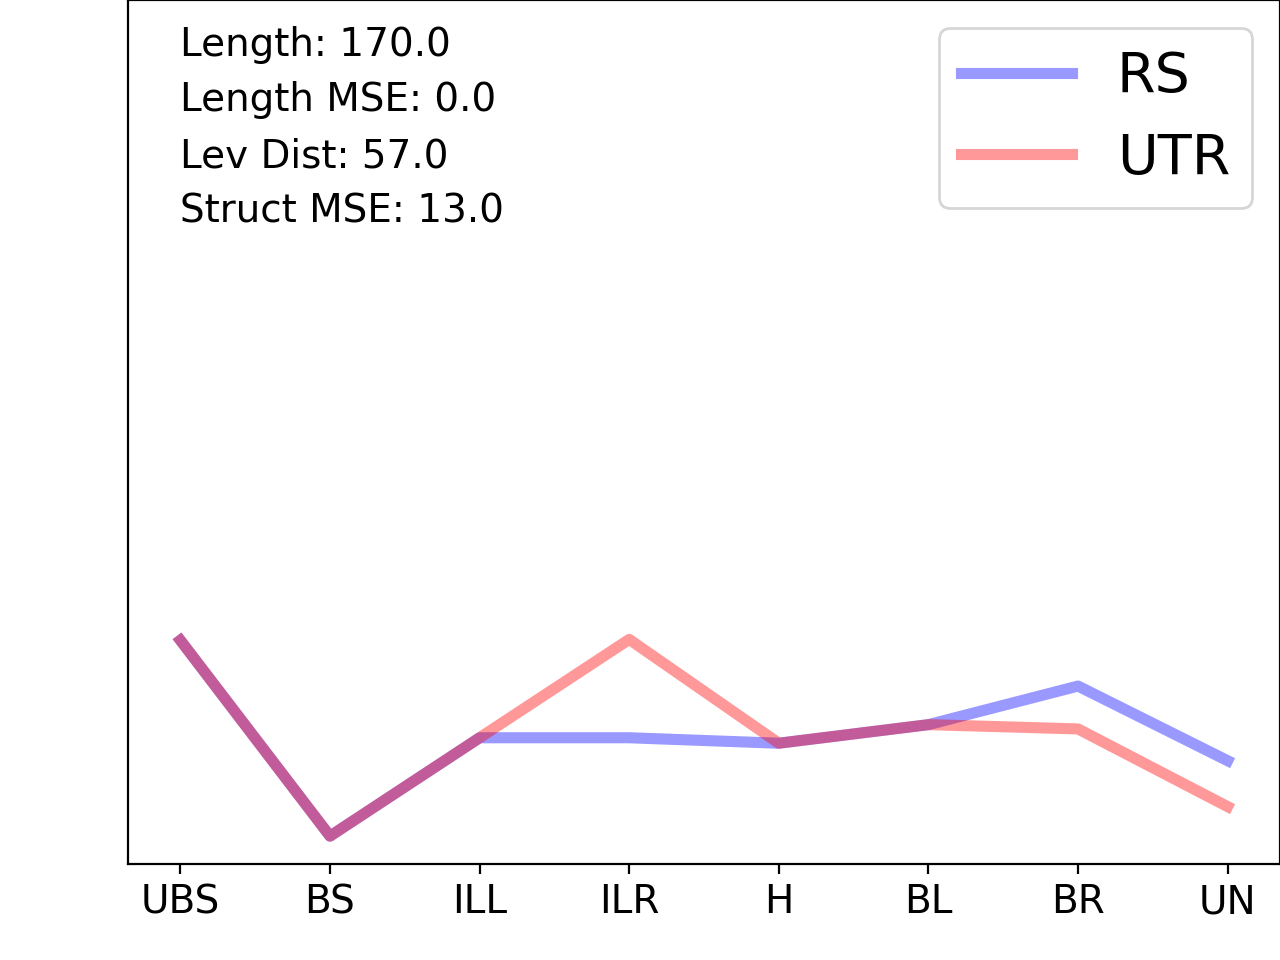 Length: 170.0
Length MSE: 0.0
Lev Dist: 57.0
Struct MSE: 13.0
RS
UTR
UBS BS ILL ILR H BL BR UN